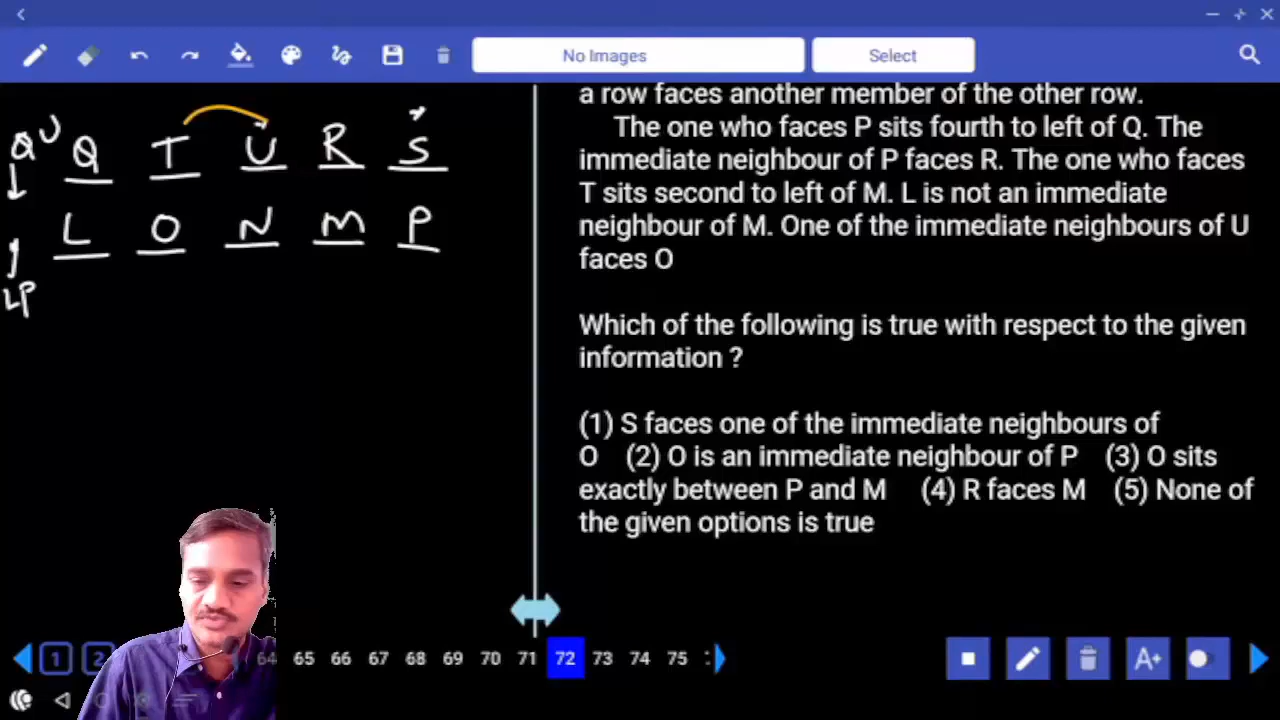 No Images
Select
a row faces another member of the other row.
The one who faces P sits fourth to left of Q. The
immediate neighbour of P faces R. The one who faces
T sits second to left of M. L is not an immediate
neighbour of M. One of the immediate neighbours of U
faces O
Which of the following is true with respect to the given
information ?
(1) S faces one of the immediate neighbours of
O (2) O is an immediate neighbour of P (3) O sits
exactly between P and M (4) R faces M (5) None of
the given options is true
Q U Q T U R S
L O N M P
LP
1 2 64 65 66 67 68 69 70 71 72 73 74 75
A+